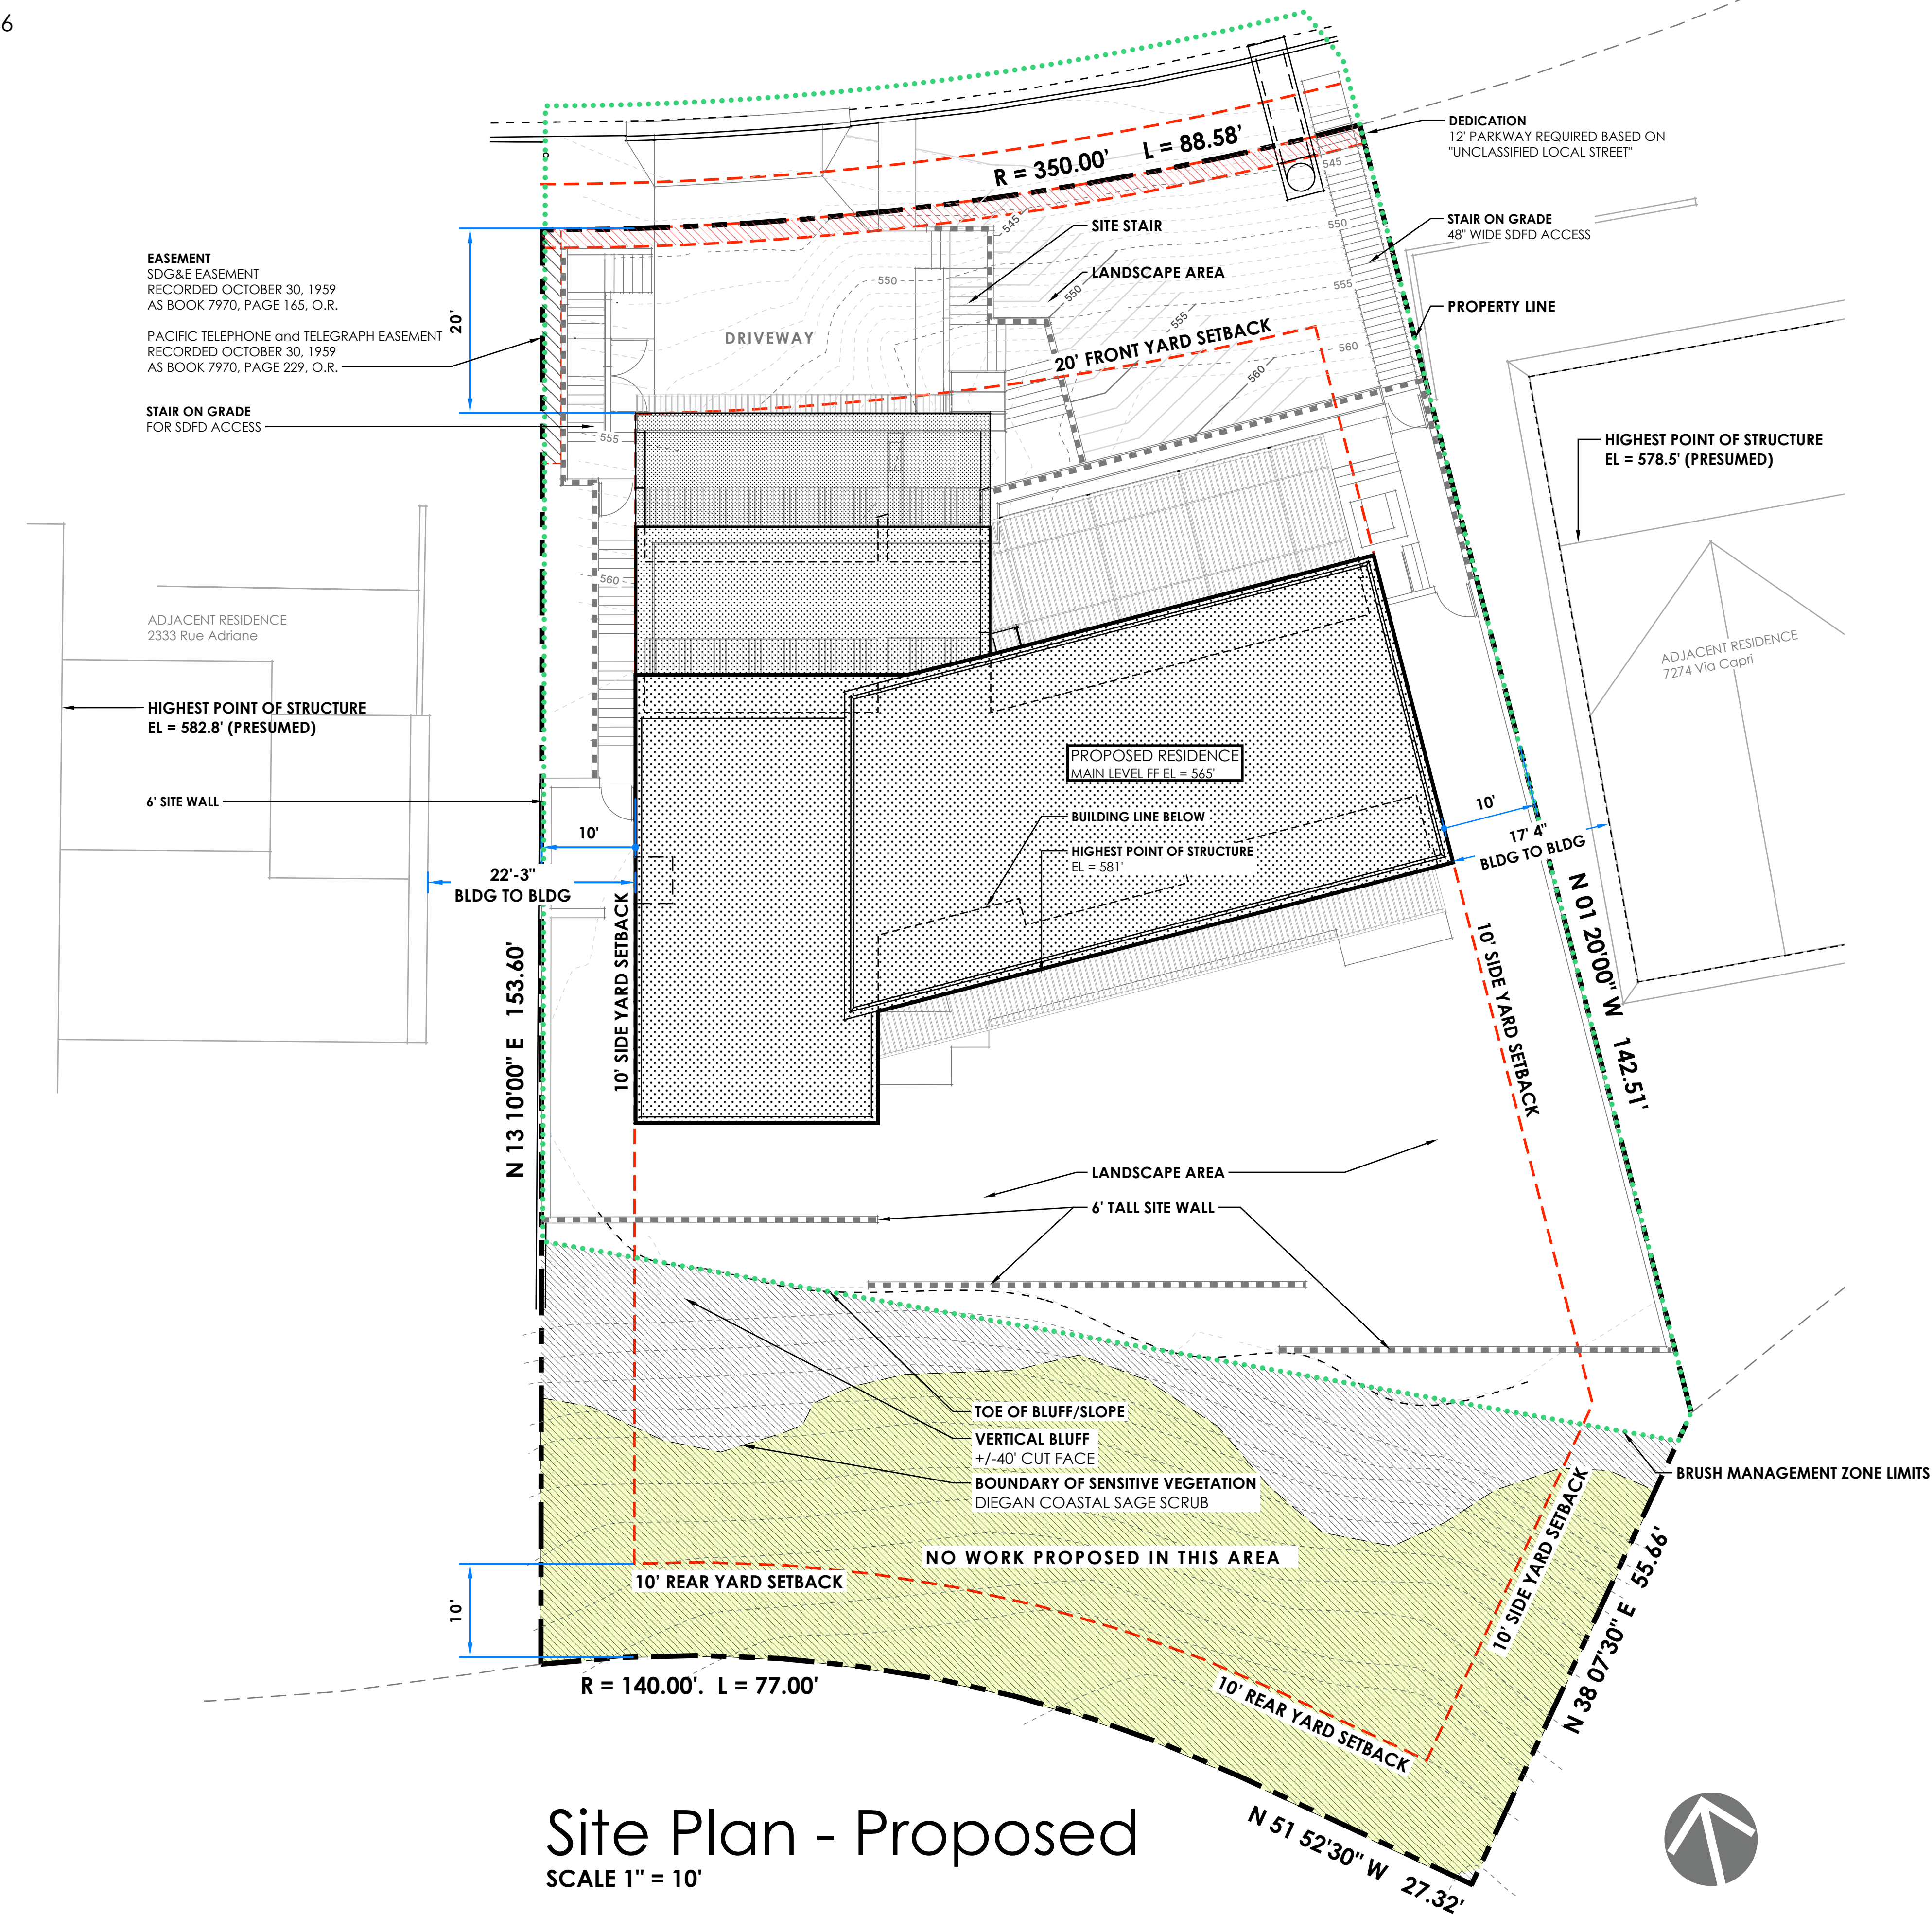 6
DEDICATION
12' PARKWAY REQUIRED BASED ON
"UNCLASSIFIED LOCAL STREET"
R = 350.00' L = 88.58'
545
545
STAIR ON GRADE
48" WIDE SDFD ACCESS
550
SITE STAIR
EASEMENT
SDG&E EASEMENT
RECORDED OCTOBER 30, 1959
AS BOOK 7970, PAGE 165, O.R.
LANDSCAPE AREA
550
550
555
PROPERTY LINE
20'
555
PACIFIC TELEPHONE and TELEGRAPH EASEMENT
RECORDED OCTOBER 30, 1959
AS BOOK 7970, PAGE 229, O.R.
DRIVEWAY
20' FRONT YARD SETBACK
560
560
STAIR ON GRADE
FOR SDFD ACCESS
555
HIGHEST POINT OF STRUCTURE
EL = 578.5' (PRESUMED)
560
ADJACENT RESIDENCE
2333 Rue Adriane
ADJACENT RESIDENCE
7274 Via Capri
HIGHEST POINT OF STRUCTURE
EL = 582.8' (PRESUMED)
PROPOSED RESIDENCE
MAIN LEVEL FF EL = 565'
6' SITE WALL
10'
BUILDING LINE BELOW
10'
17' 4"
BLDG TO BLDG
HIGHEST POINT OF STRUCTURE
EL = 581'
22'-3"
BLDG TO BLDG
10' SIDE YARD SETBACK
N 13 10'00" E 153.60'
10' SIDE YARD SETBACK
N 01 20'00" W 142.51'
LANDSCAPE AREA
6' TALL SITE WALL
TOE OF BLUFF/SLOPE
VERTICAL BLUFF
+/-40' CUT FACE
BOUNDARY OF SENSITIVE VEGETATION
DIEGAN COASTAL SAGE SCRUB
BRUSH MANAGEMENT ZONE LIMITS
NO WORK PROPOSED IN THIS AREA
10' REAR YARD SETBACK
10'
10' SIDE YARD SETBACK
N 38 07'30" E 55.66'
R = 140.00'. L = 77.00'
10' REAR YARD SETBACK
N 51 52'30" W 27.32'
Site Plan - Proposed
SCALE 1" = 10'